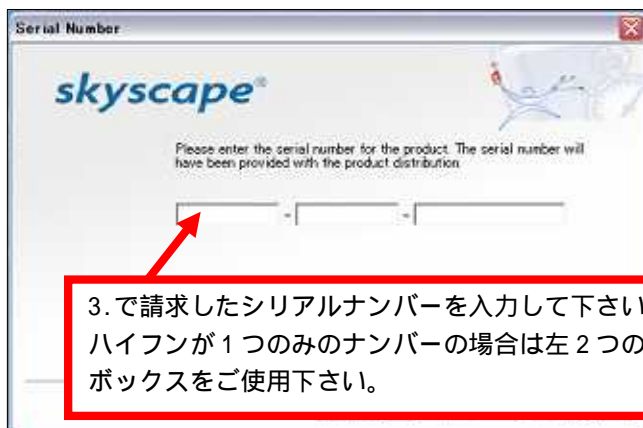 Serial Number
skyscape®
Please enter the serial number for the product. The serial number will
have been provided with the product distribution
- -
3.で請求したシリアルナンバーを入力して下さい
ハイフンが1つのみのナンバーの場合は左2つの
ボックスをご使用下さい。